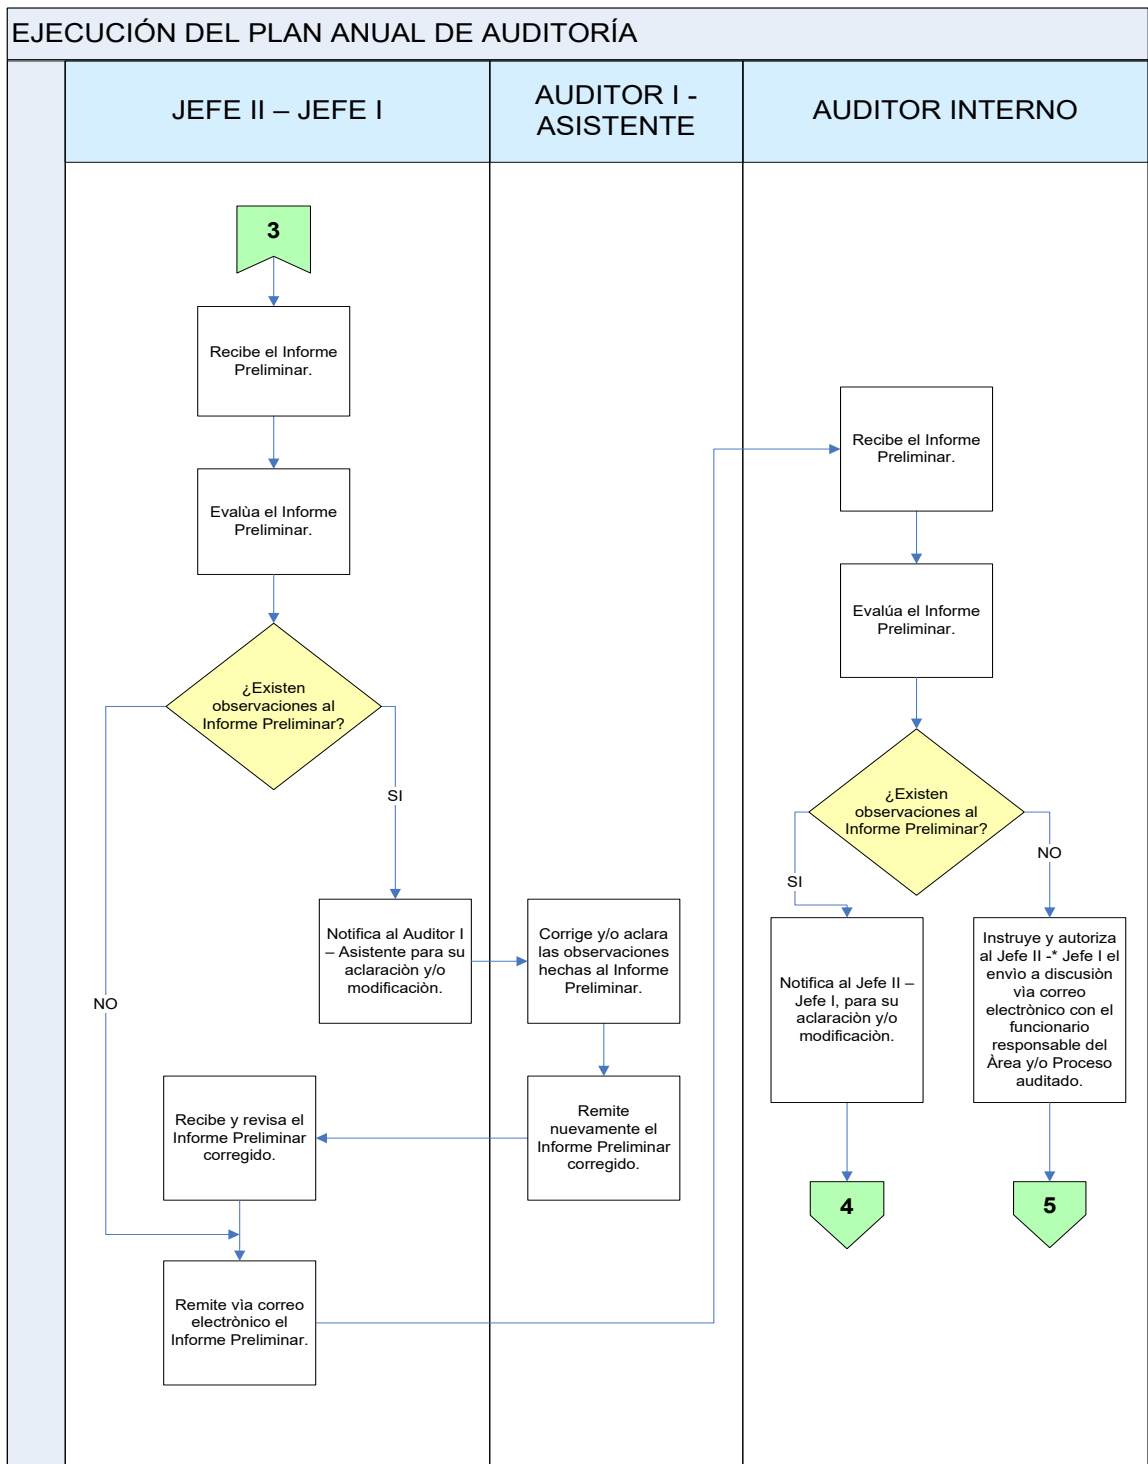 EJECUCIÓN DEL PLAN ANUAL DE AUDITORÍA
JEFE II – JEFE I
AUDITOR I -
ASISTENTE
AUDITOR INTERNO
3
Recibe el Informe
Preliminar.
Evalùa el Informe
Preliminar.
¿Existen
observaciones al
Informe Preliminar?
SI
NO
Notifica al Auditor I
– Asistente para su
aclaraciòn y/o
modificaciòn.
Corrige y/o aclara
las observaciones
hechas al Informe
Preliminar.
Remite
nuevamente el
Informe Preliminar
corregido.
Recibe y revisa el
Informe Preliminar
corregido.
Remite vìa correo
electrònico el
Informe Preliminar.
Recibe el Informe
Preliminar.
Evalúa el Informe
Preliminar.
¿Existen
observaciones al
Informe Preliminar?
SI
NO
Notifica al Jefe II –
Jefe I, para su
aclaraciòn y/o
modificaciòn.
Instruye y autoriza
al Jefe II -* Jefe I el
envìo a discusiòn
vìa correo
electrònico con el
funcionario
responsable del
Àrea y/o Proceso
auditado.
4
5